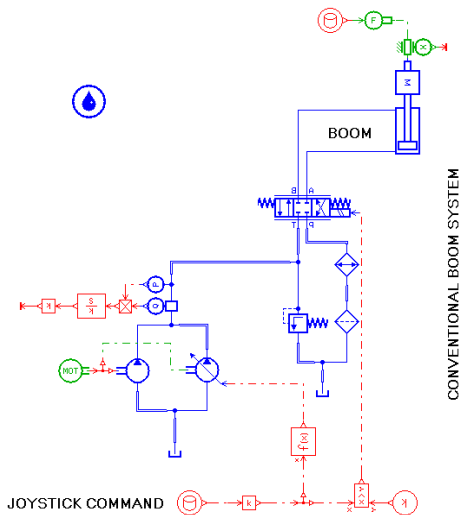 F
X
M
BOOM
B A
T P
CONVENTIONAL BOOM SYSTEM
P
Q
k
k
s
MOT
f(x)
x
JOYSTICK COMMAND
k
x
y
k